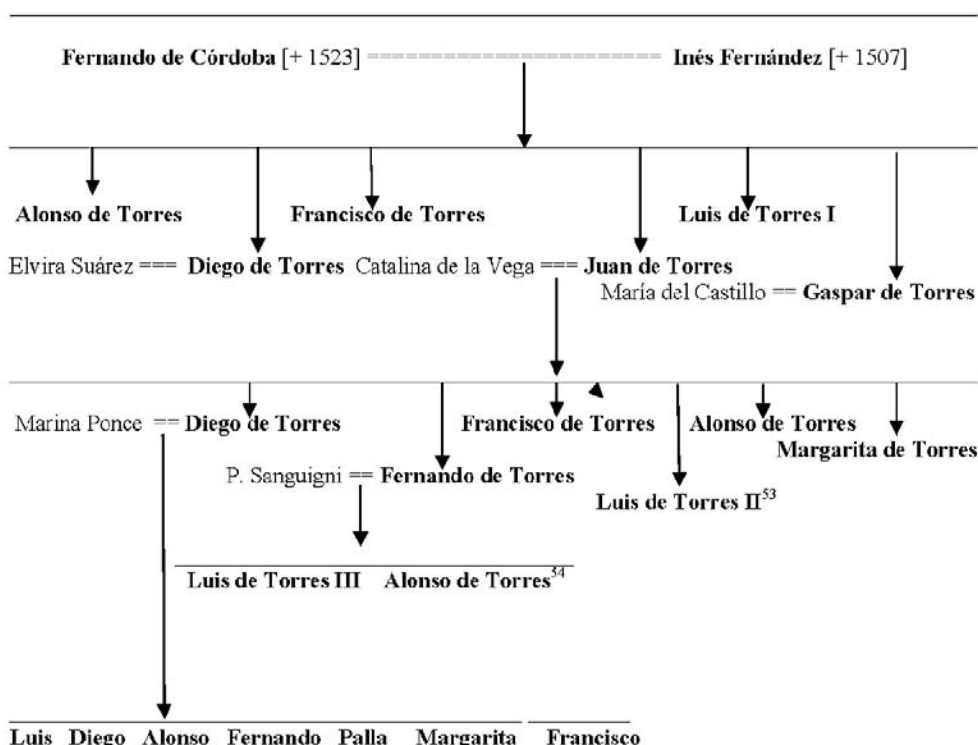 Fernando de Córdoba [+ 1523] ==================== Inés Fernández [+ 1507]
Alonso de Torres Francisco de Torres Luis de Torres I
Elvira Suárez === Diego de Torres Catalina de la Vega === Juan de Torres
María del Castillo == Gaspar de Torres
Marina Ponce == Diego de Torres Francisco de Torres Alonso de Torres
Margarita de Torres
P. Sanguigni == Fernando de Torres
Luis de Torres II53
Luis de Torres III Alonso de Torres54
Luis Diego Alonso Fernando Palla Margarita Francisco